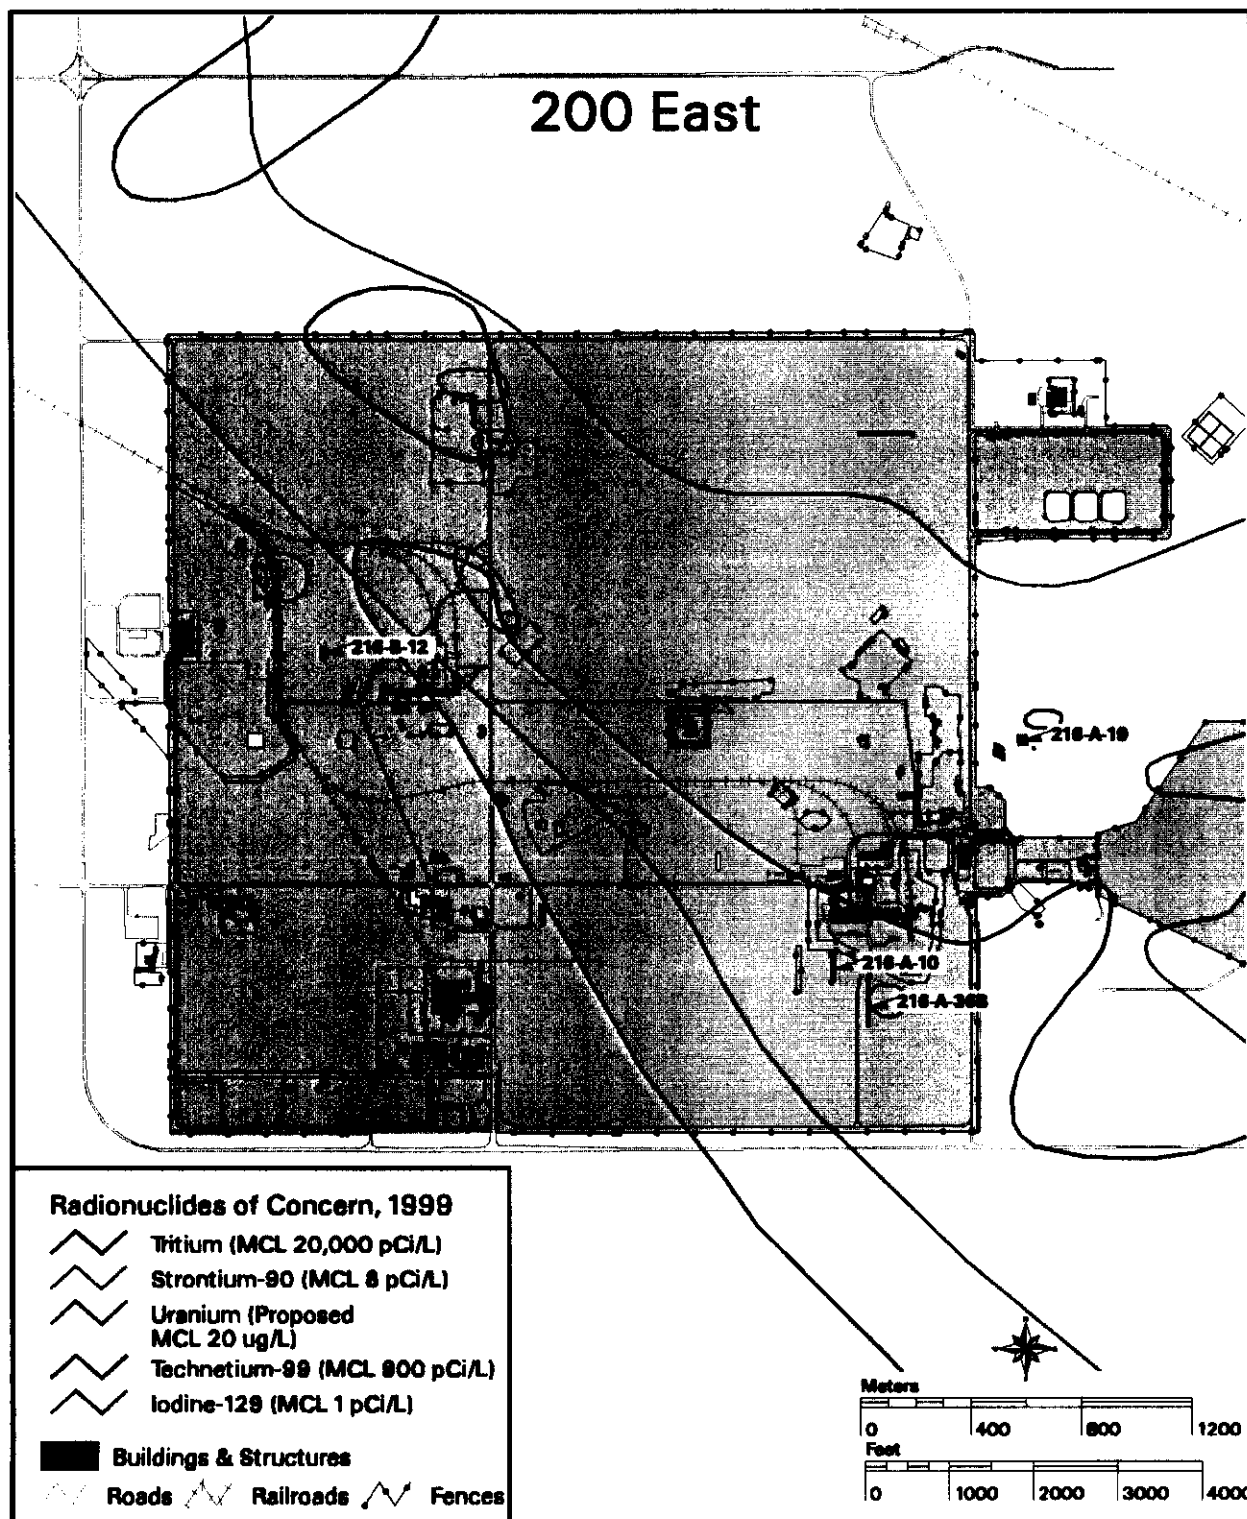 200 East
216-B-12
216-A-19
216-A-10
216-A-36B
Radionuclides of Concern, 1999
Tritium (MCL 20,000 pCi/L)
Strontium-90 (MCL 8 pCi/L)
Uranium (Proposed
MCL 20 ug/L)
Technetium-99 (MCL 900 pCi/L)
Iodine-129 (MCL 1 pCi/L)
Buildings & Structures
Roads Railroads Fences
Meters
0 400 800 1200
Feet
0 1000 2000 3000 4000